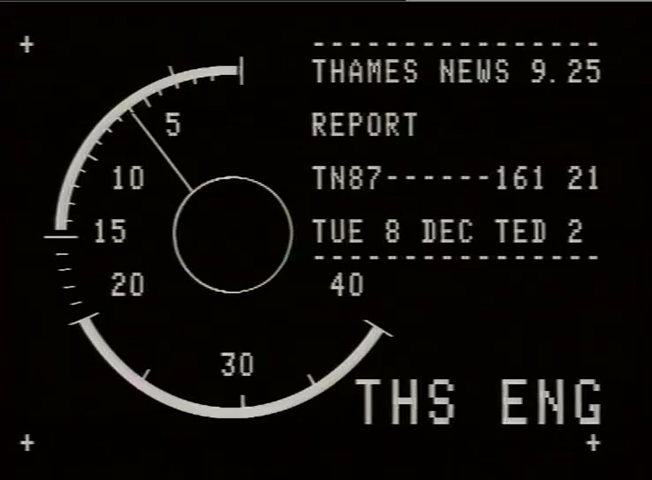 THAMES NEWS 9.25
REPORT
TN87------161 21
TUE 8 DEC TED 2
5
10
15
20
30
40
THS ENG